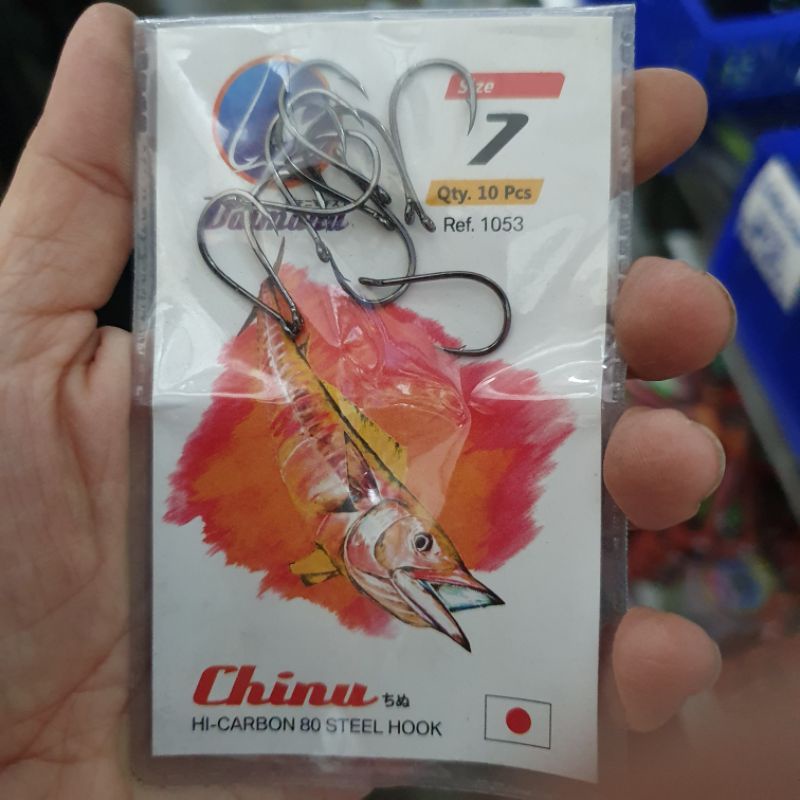 Size
7
Qty. 10 Pcs
Ref. 1053
Chinu ちぬ
HI-CARBON 80 STEEL HOOK